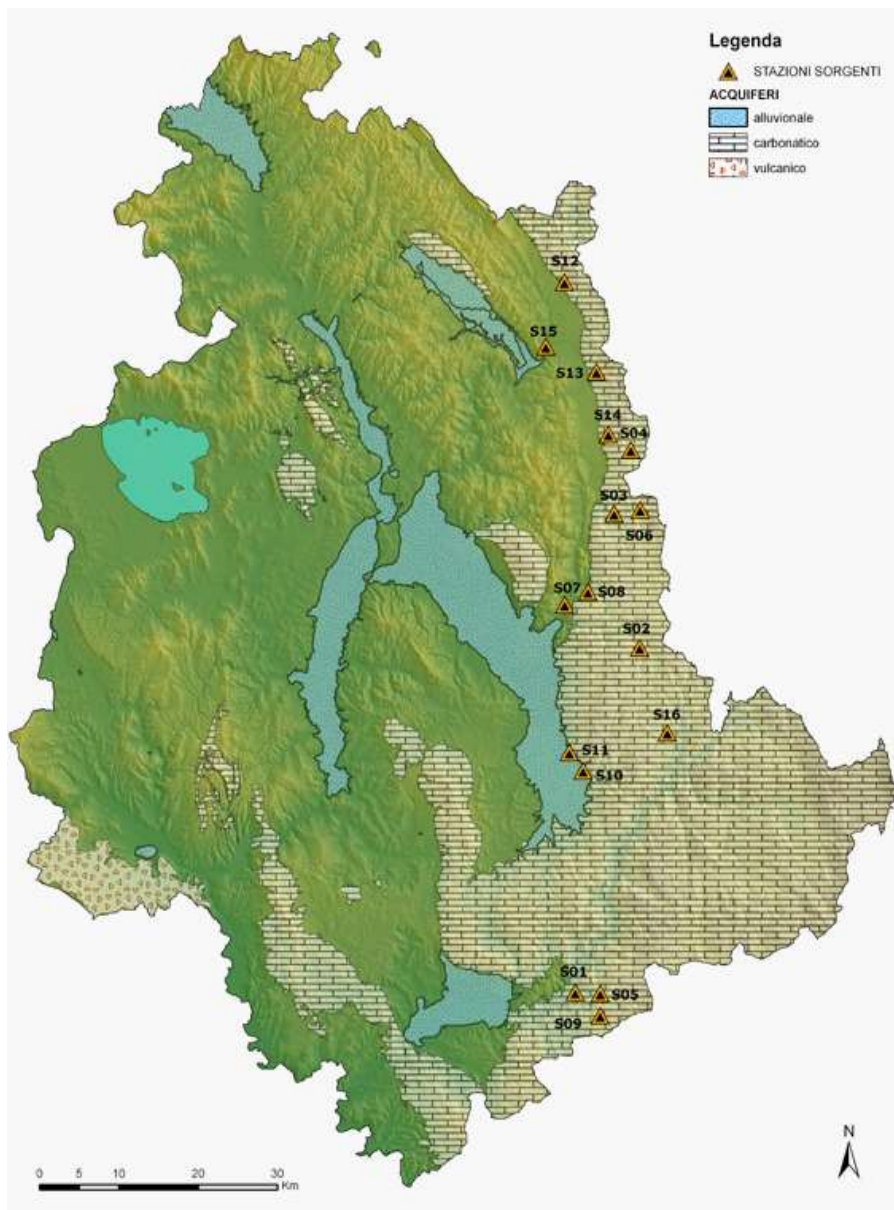 Legenda
STAZIONI SORGENTI
ACQUIFERI
alluvionale
carbonatico
vulcanico
S12
S15
S13
S14
S04
S03
S06
S07
S08
S02
S16
S11
S10
S01
S05
S09
N
0 5 10 20 30
Km